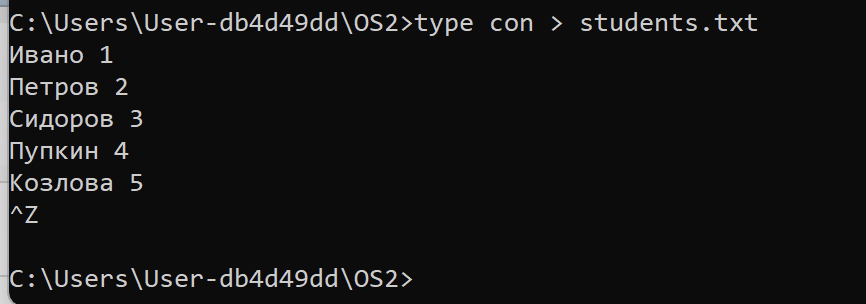 C:\Users\User-db4d49dd\OS2>type con > students.txt
Ивано 1
Петров 2
Сидоров 3
Пупкин 4
Козлова 5
^Z
C:\Users\User-db4d49dd\OS2>